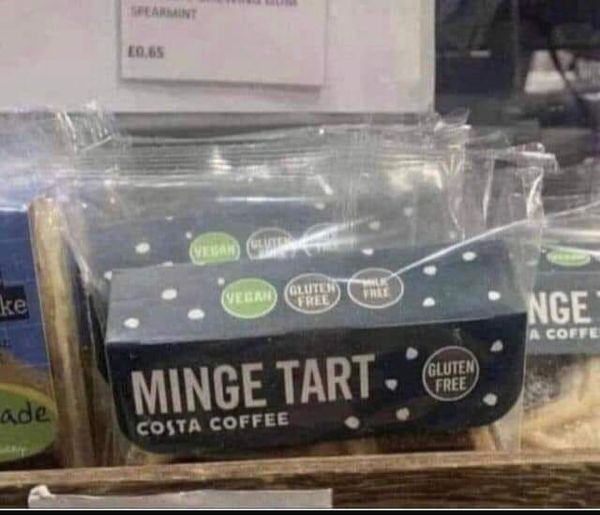 SPEARMINT
£0.65
VEGAN
VEGAN
GLUTEN
FREE
MILK
FREE
MINGE TART
COSTA COFFEE
GLUTEN
FREE
ke
ade
NGE
A COFFE